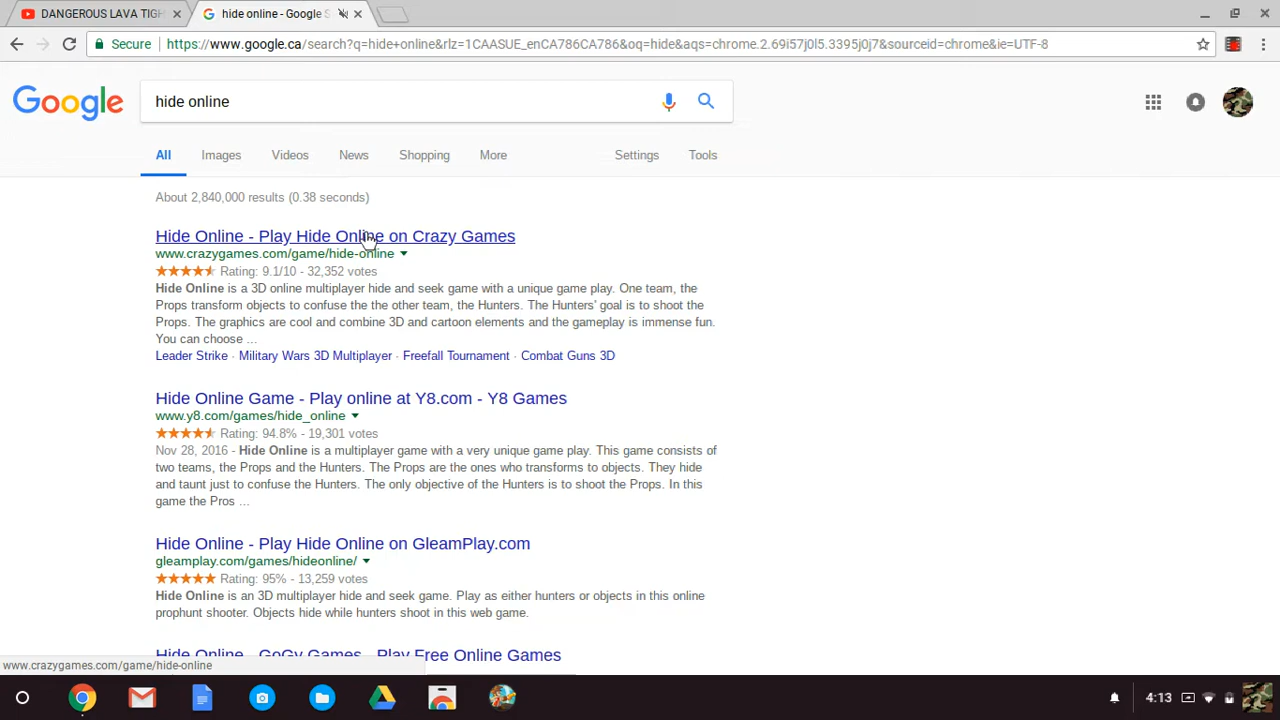 DANGEROUS LAVA TIGH
hide online - Google S
Secure
https://www.google.ca/search?q=hide+online&rlz=1CAASUE_enCA786CA786&oq=hide&aqs=chrome.2.69i57j0l5.3395j0j7&sourceid=chrome&ie=UTF-8
Google
hide online
All Images Videos News Shopping More Settings Tools
About 2,840,000 results (0.38 seconds)
Hide Online - Play Hide Online on Crazy Games
www.crazygames.com/game/hide-online
Rating: 9.1/10 - 32,352 votes
Hide Online is a 3D online multiplayer hide and seek game with a unique game play. One team, the
Props transform objects to confuse the the other team, the Hunters. The Hunters' goal is to shoot the
Props. The graphics are cool and combine 3D and cartoon elements and the gameplay is immense fun.
You can choose ...
Leader Strike · Military Wars 3D Multiplayer · Freefall Tournament · Combat Guns 3D
Hide Online Game - Play online at Y8.com - Y8 Games
www.y8.com/games/hide_online
Rating: 94.8% - 19,301 votes
Nov 28, 2016 - Hide Online is a multiplayer game with a very unique game play. This game consists of
two teams, the Props and the Hunters. The Props are the ones who transforms to objects. They hide
and taunt just to confuse the Hunters. The only objective of the Hunters is to shoot the Props. In this
game the Pros ...
Hide Online - Play Hide Online on GleamPlay.com
gleamplay.com/games/hideonline/
Rating: 95% - 13,259 votes
Hide Online is an 3D multiplayer hide and seek game. Play as either hunters or objects in this online
prophunt shooter. Objects hide while hunters shoot in this web game.
Hide Online - GoGy Games - Play Free Online Games
www.crazygames.com/game/hide-online
4:13